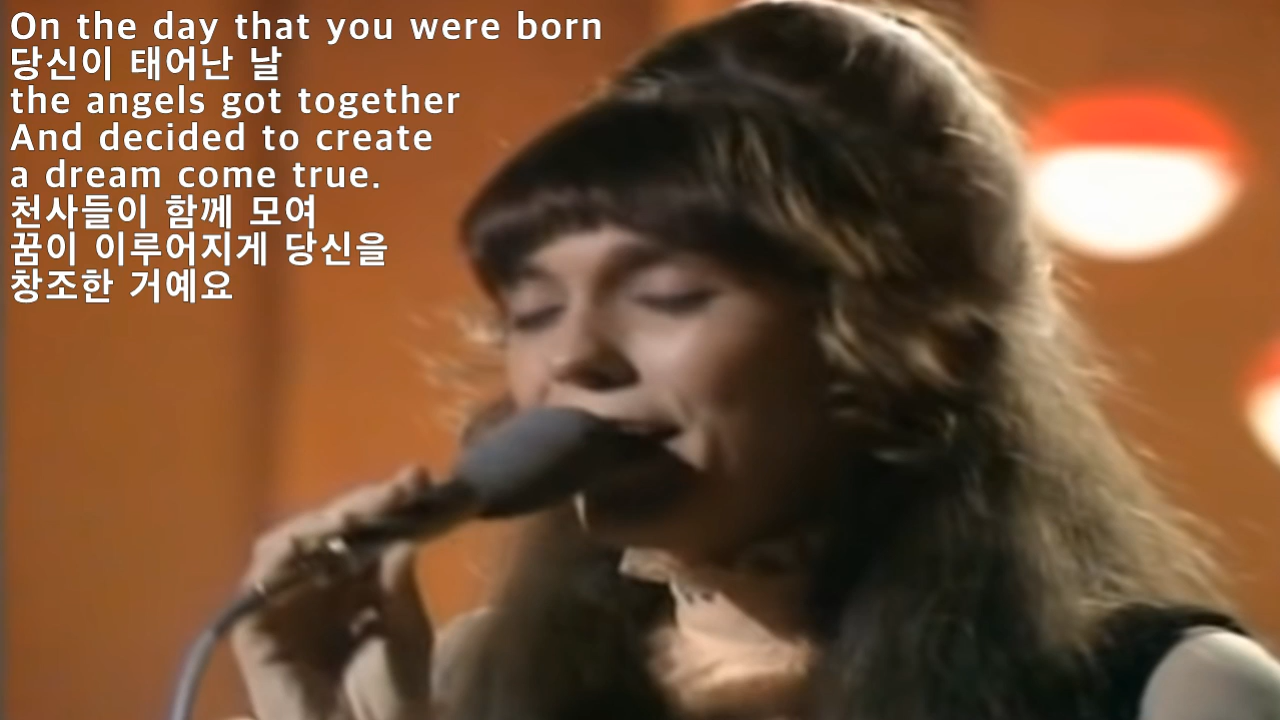 On the day that you were born
당신이 태어난 날
the angels got together
And decided to create
a dream come true.
천사들이 함께 모여
꿈이 이루어지게 당신을
창조한 거예요